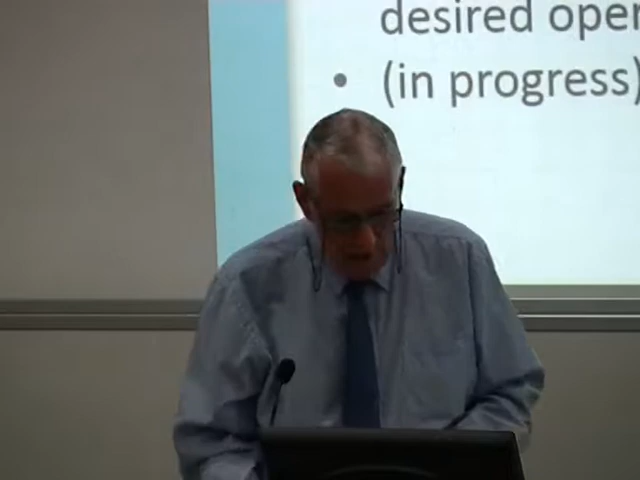 desired oper
• (in progress)